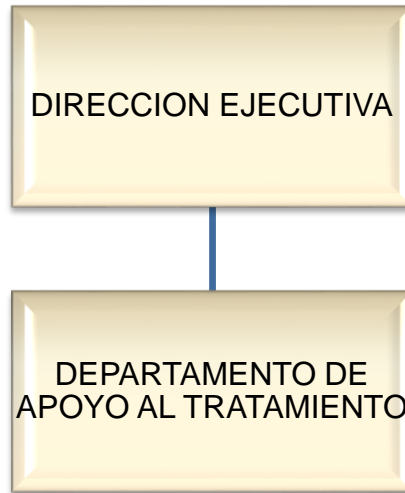 DIRECCION EJECUTIVA
DEPARTAMENTO DE
APOYO AL TRATAMIENTO